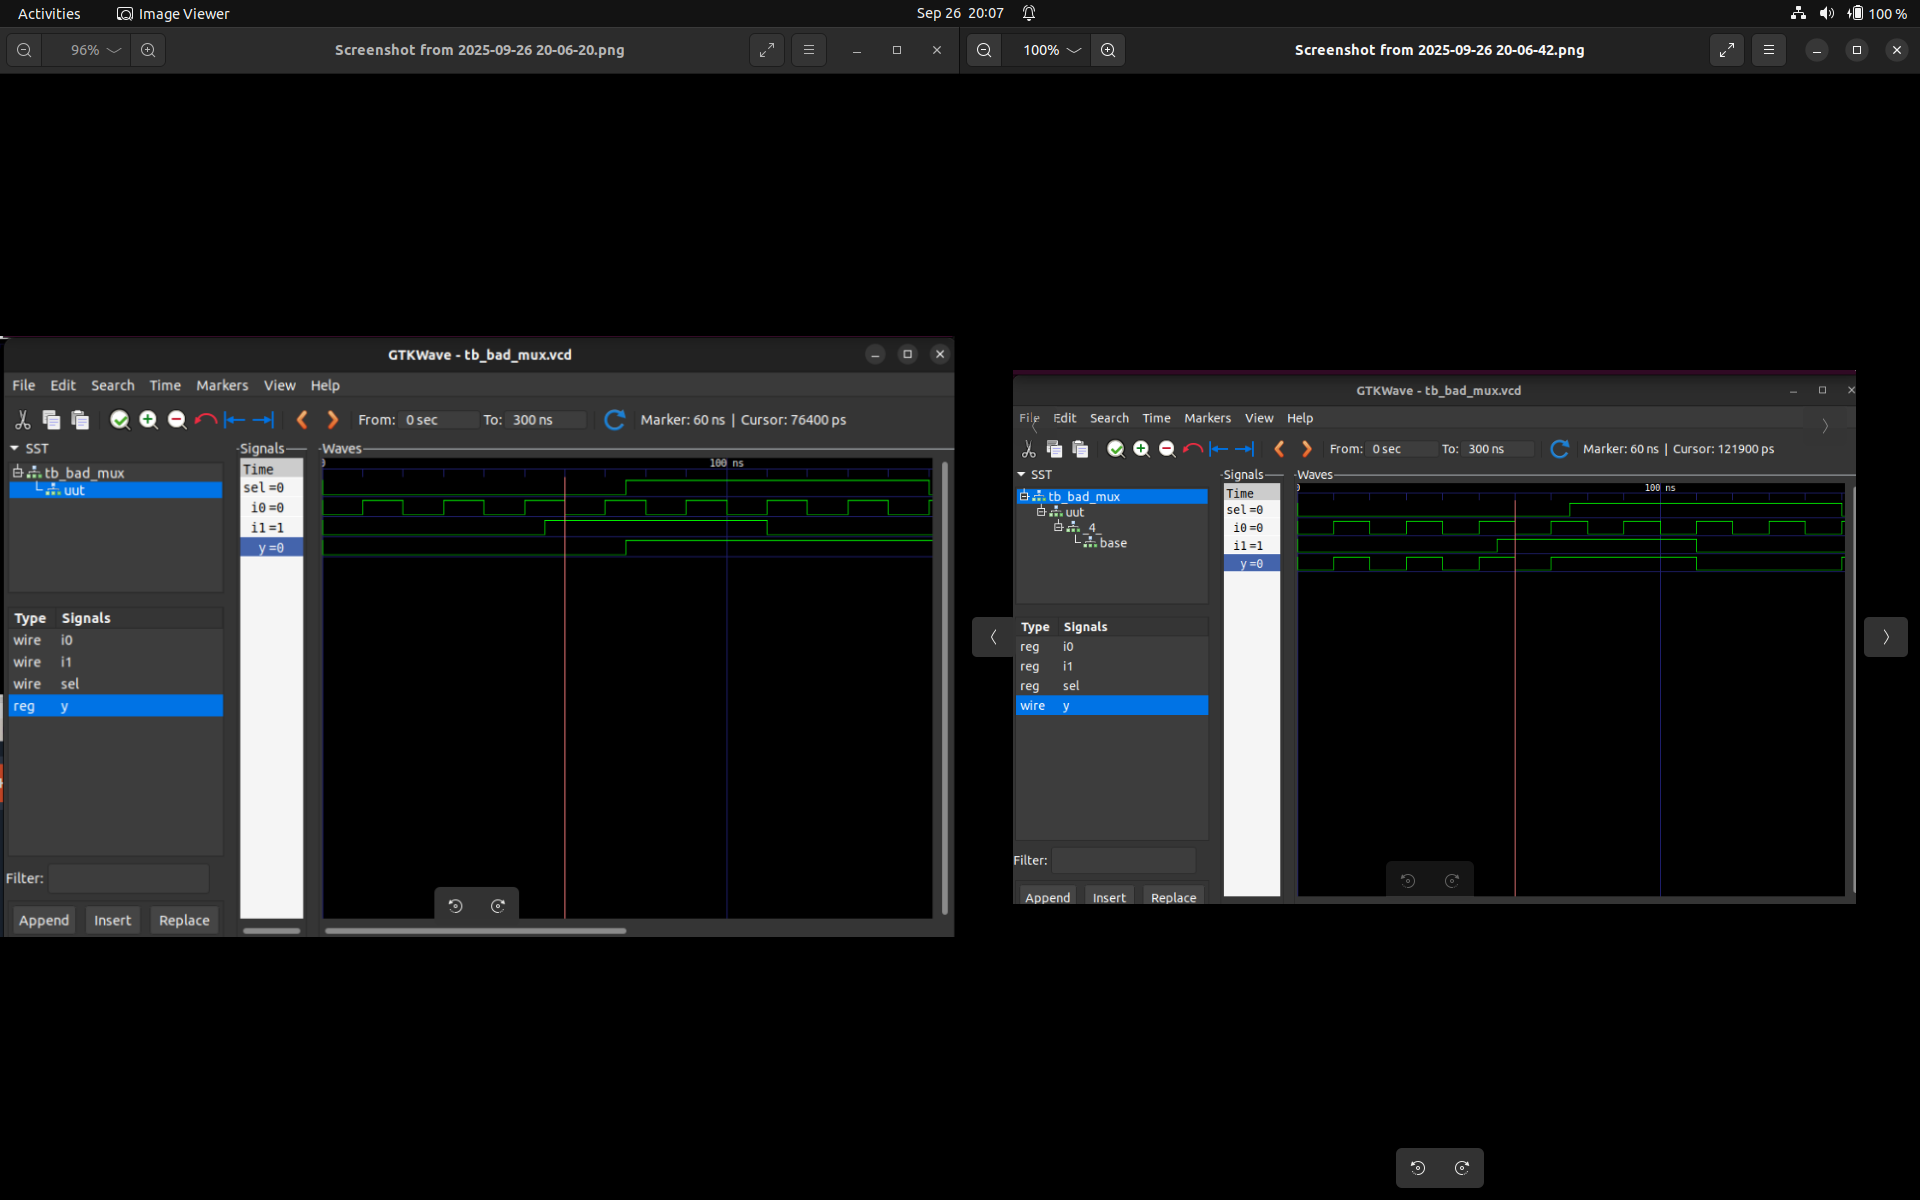 Activities
Image Viewer
Sep 26 20:07
100 %
96%
Screenshot from 2025-09-26 20-06-20.png
100%
Screenshot from 2025-09-26 20-06-42.png
GTKWave - tb_bad_mux.vcd
File Edit Search Time Markers View Help
From: 0 sec To: 300 ns Marker: 60 ns | Cursor: 76400 ps
SST
tb_bad_mux
uut
Type Signals
wire i0
wire i1
wire sel
reg y
Filter:
Append Insert Replace
Signals
Time
sel=0
i0=0
i1=1
y=0
Waves
0
100 ns
GTKWave - tb_bad_mux.vcd
File Edit Search Time Markers View Help
From: 0 sec To: 300 ns Marker: 60 ns | Cursor: 121900 ps
SST
tb_bad_mux
uut
_4_
base
Type Signals
reg i0
reg i1
reg sel
wire y
Filter:
Append Insert Replace
Signals
Time
sel=0
i0=0
i1=1
y=0
Waves
0
100 ns